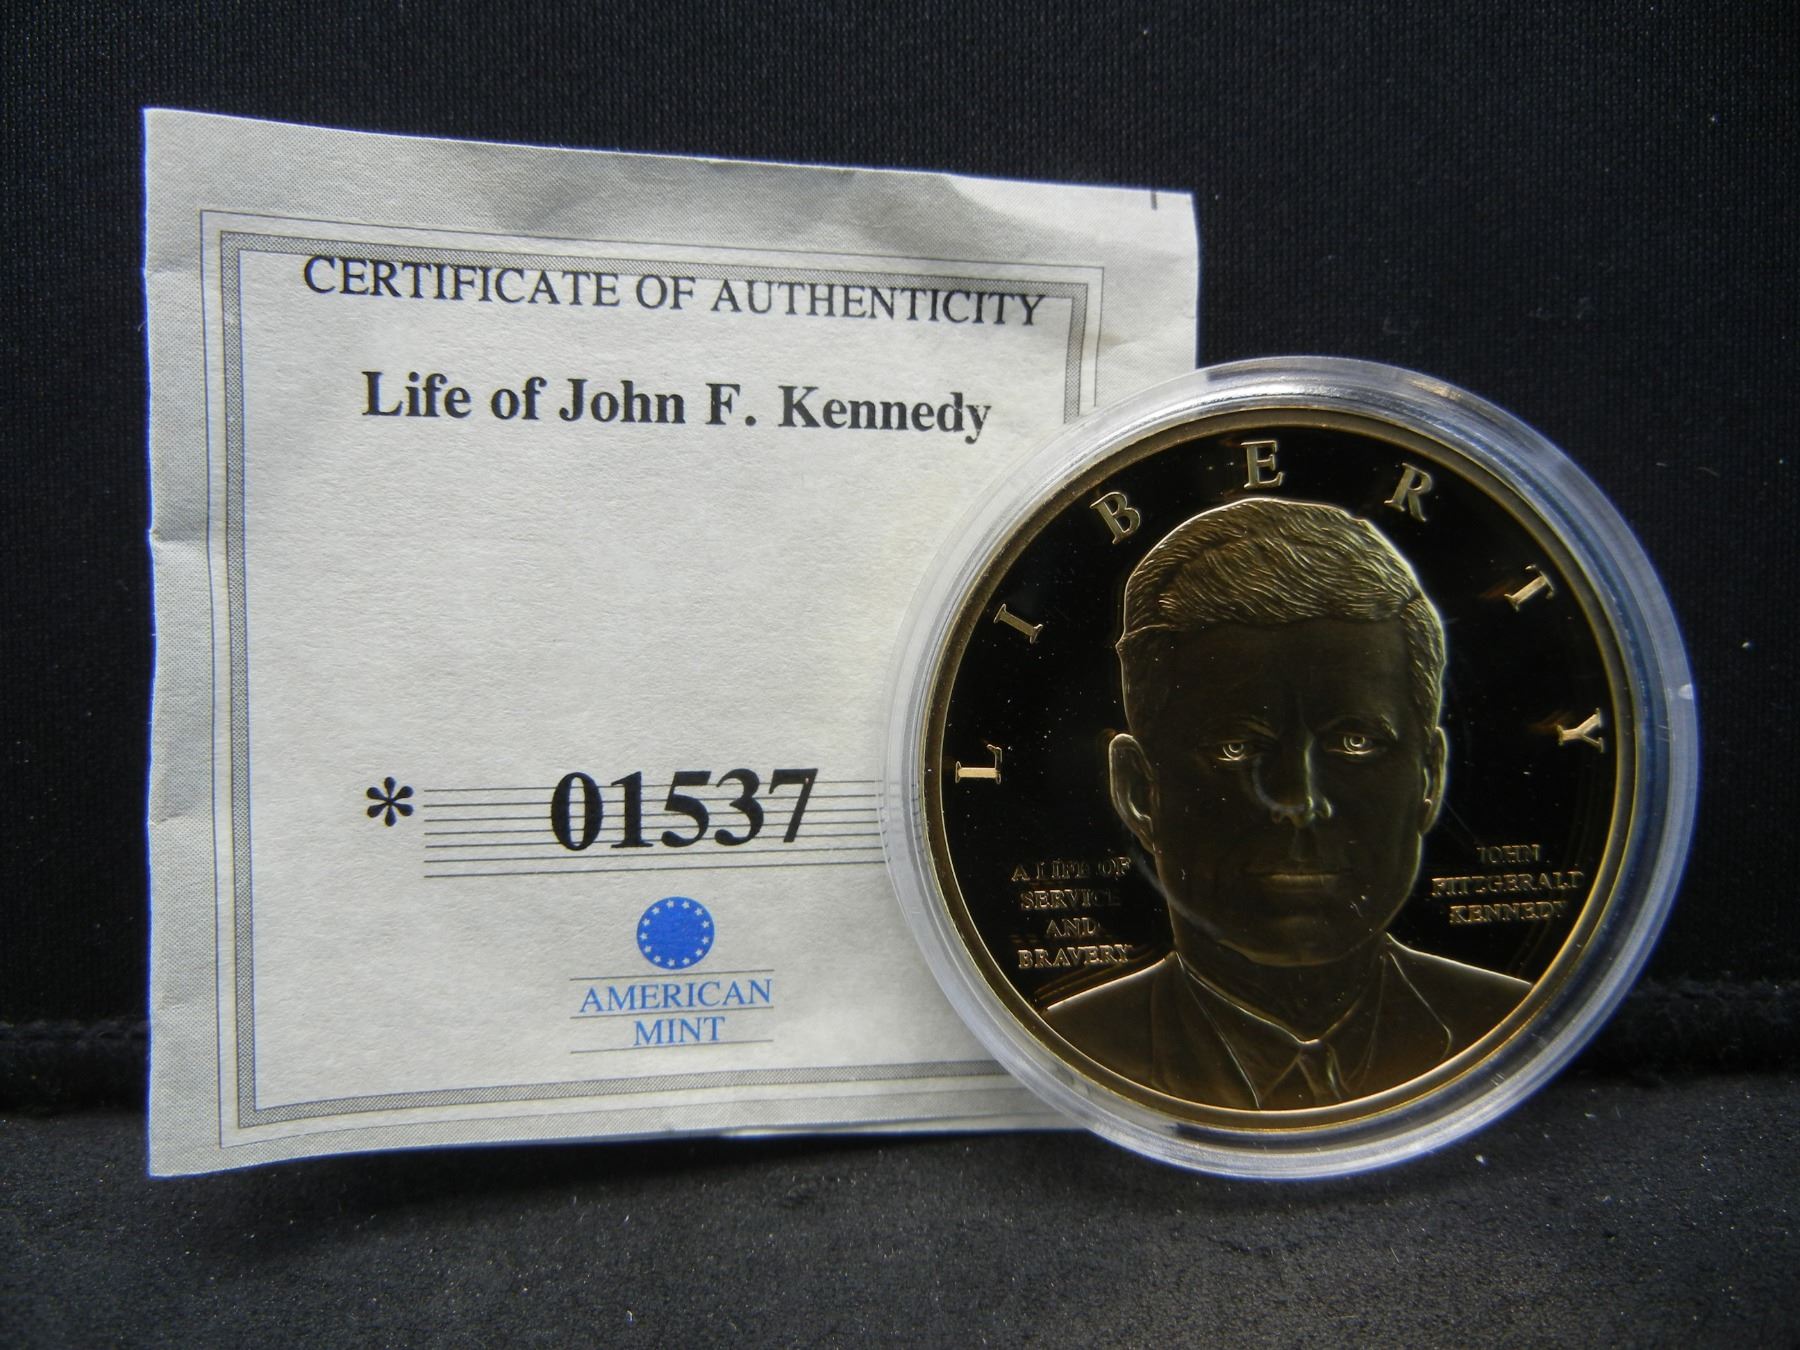 CERTIFICATE OF AUTHENTICITY
Life of John F. Kennedy
* 01537
AMERICAN
MINT
LIBERTY
A LIFE OF
SERVICE
AND
BRAVERY
JOHN
FITZGERALD
KENNEDY